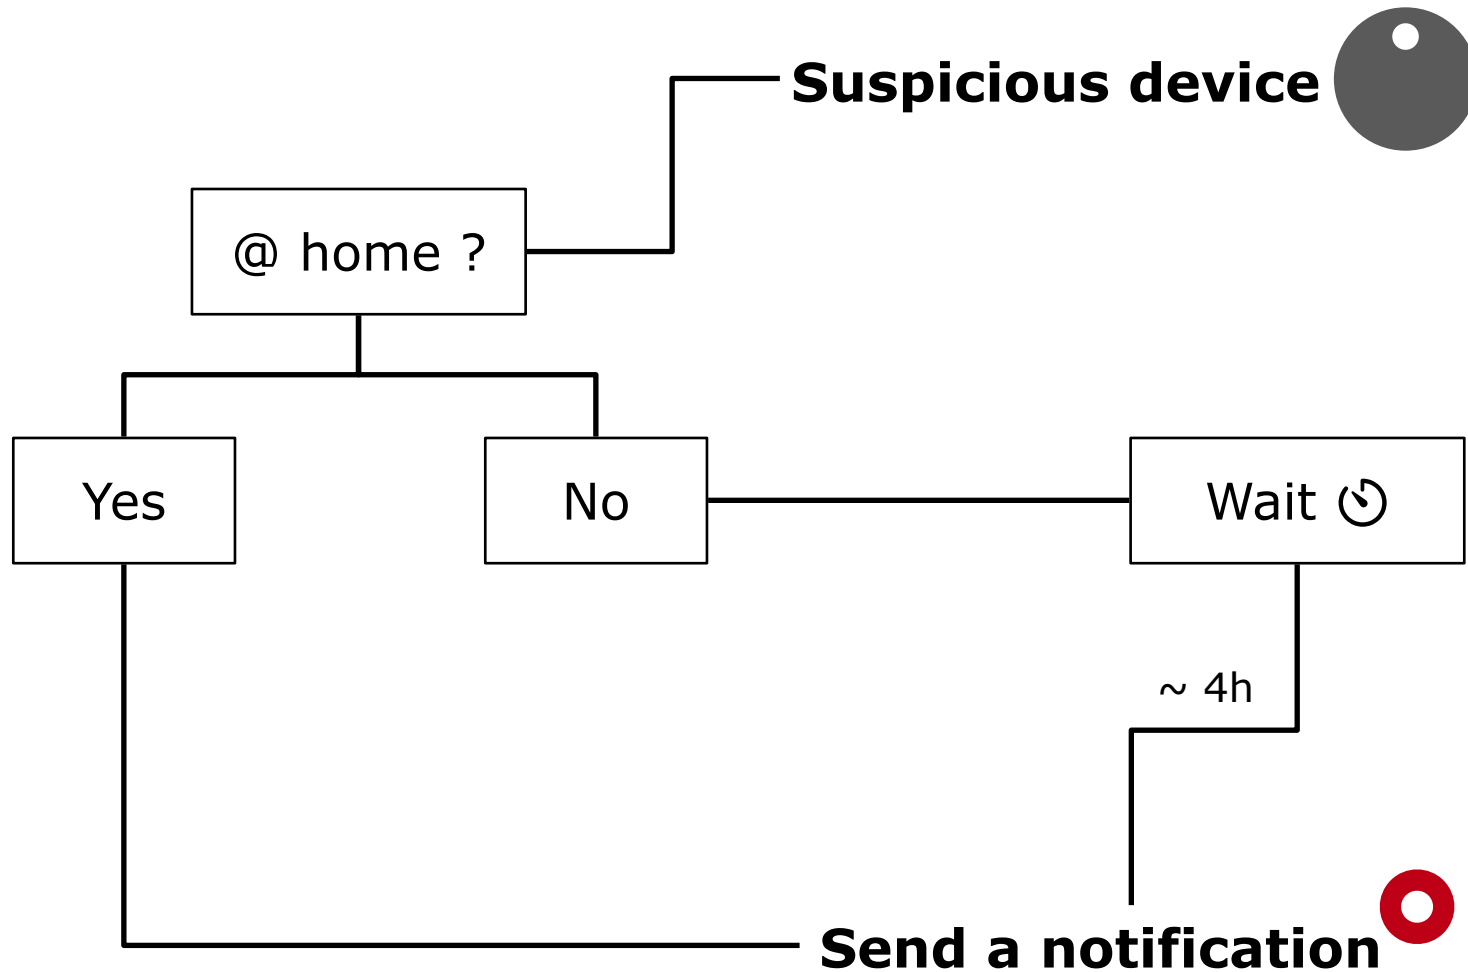 Suspicious device
@ home ?
Yes
No
Wait
~ 4h
Send a notification